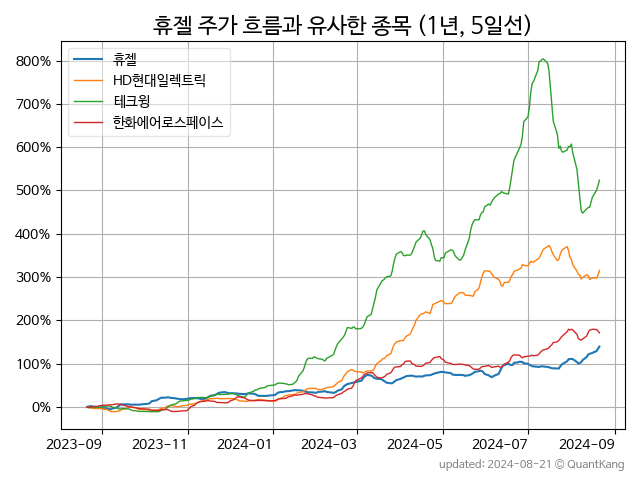 휴젤 주가 흐름과 유사한 종목 (1년, 5일선)
800%
700%
600%
500%
400%
300%
200%
100%
0%
휴젤
HD현대일렉트릭
테크윙
한화에어로스페이스
2023-09 2023-11 2024-01 2024-03 2024-05 2024-07 2024-09
updated: 2024-08-21 © QuantKang